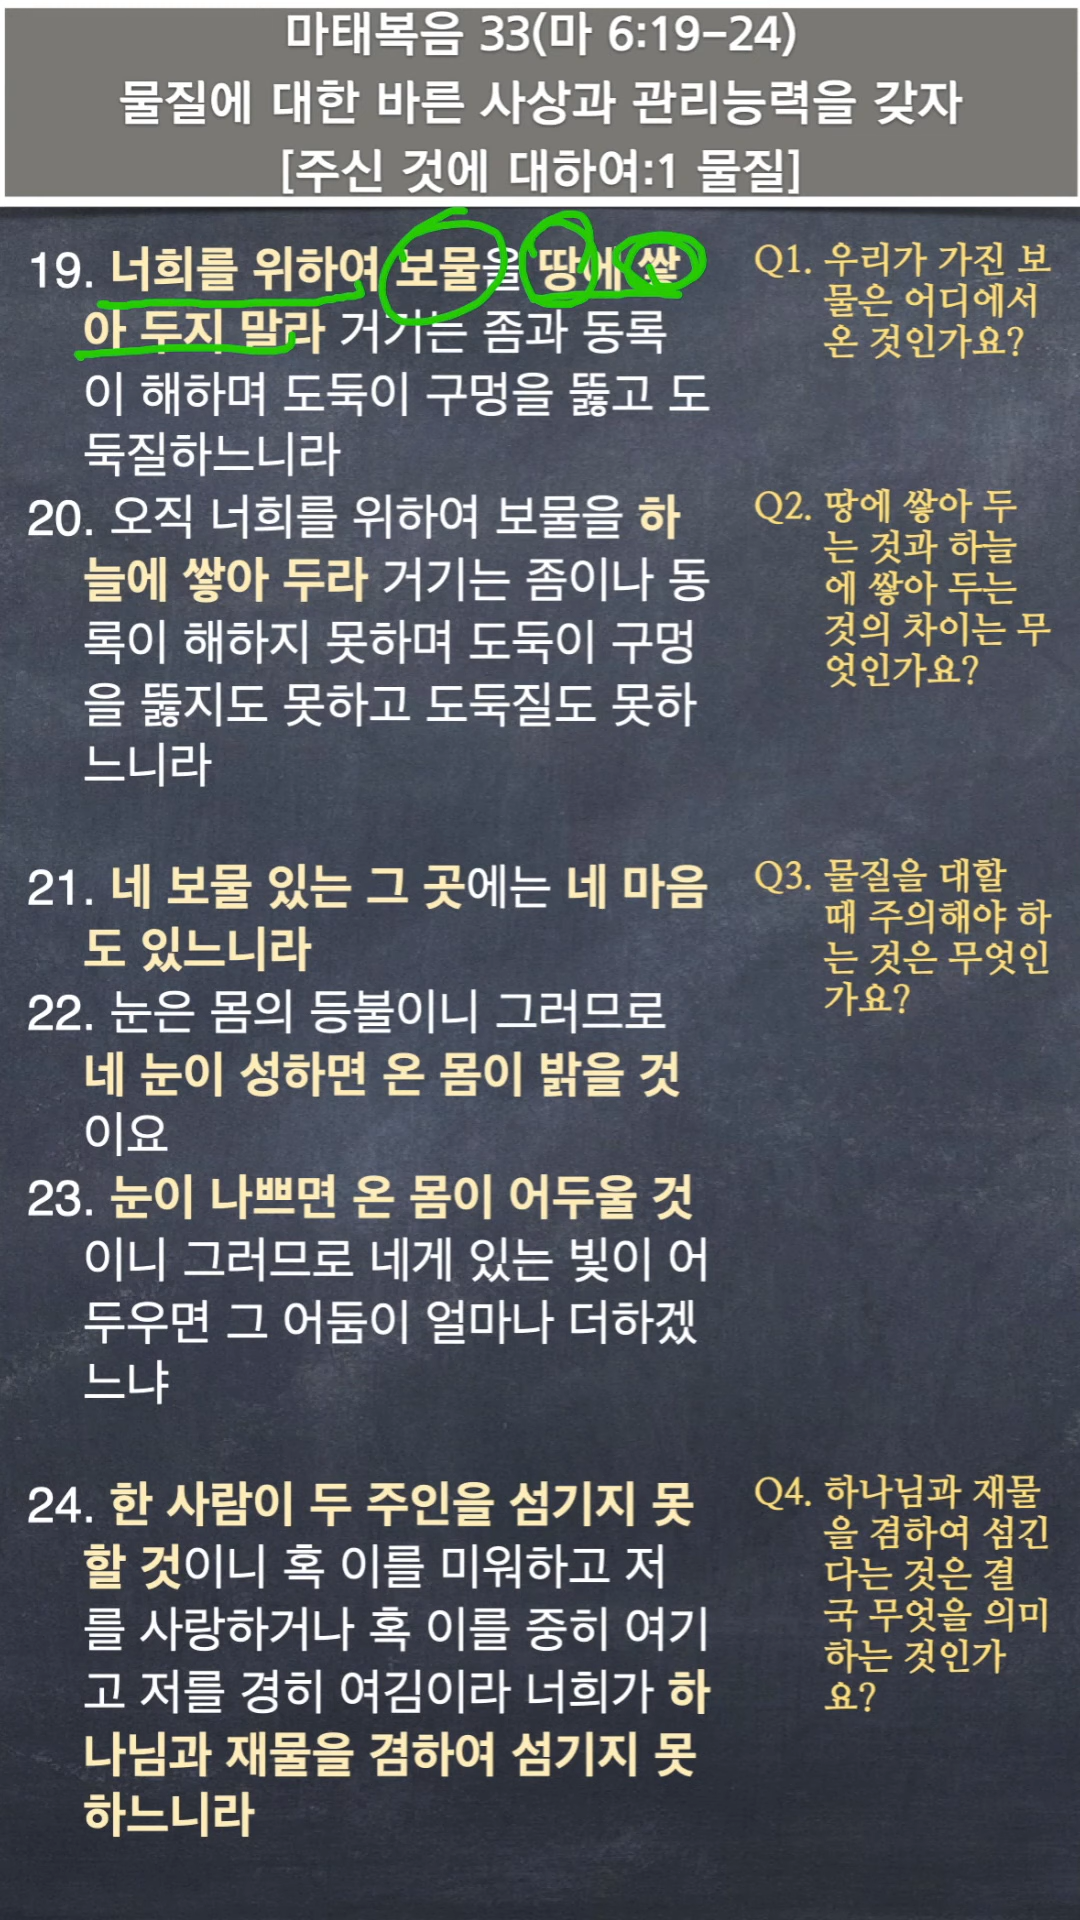 마태복음 33(마 6:19-24)
물질에 대한 바른 사상과 관리능력을 갖자
[주신 것에 대하여:1 물질]
19. 너희를 위하여 보물을 땅에 쌓
아 두지 말라 거기는 좀과 동록
이 해하며 도둑이 구멍을 뚫고 도
둑질하느니라
20. 오직 너희를 위하여 보물을 하
늘에 쌓아 두라 거기는 좀이나 동
록이 해하지 못하며 도둑이 구멍
을 뚫지도 못하고 도둑질도 못하
느니라
21. 네 보물 있는 그 곳에는 네 마음
도 있느니라
22. 눈은 몸의 등불이니 그러므로
네 눈이 성하면 온 몸이 밝을 것
이요
23. 눈이 나쁘면 온 몸이 어두울 것
이니 그러므로 네게 있는 빛이 어
두우면 그 어둠이 얼마나 더하겠
느냐
24. 한 사람이 두 주인을 섬기지 못
할 것이니 혹 이를 미워하고 저
를 사랑하거나 혹 이를 중히 여기
고 저를 경히 여김이라 너희가 하
나님과 재물을 겸하여 섬기지 못
하느니라
Q1. 우리가 가진 보
물은 어디에서
온 것인가요?
Q2. 땅에 쌓아 두
는 것과 하늘
에 쌓아 두는
것의 차이는 무
엇인가요?
Q3. 물질을 대할
때 주의해야 하
는 것은 무엇인
가요?
Q4. 하나님과 재물
을 겸하여 섬긴
다는 것은 결
국 무엇을 의미
하는 것인가
요?